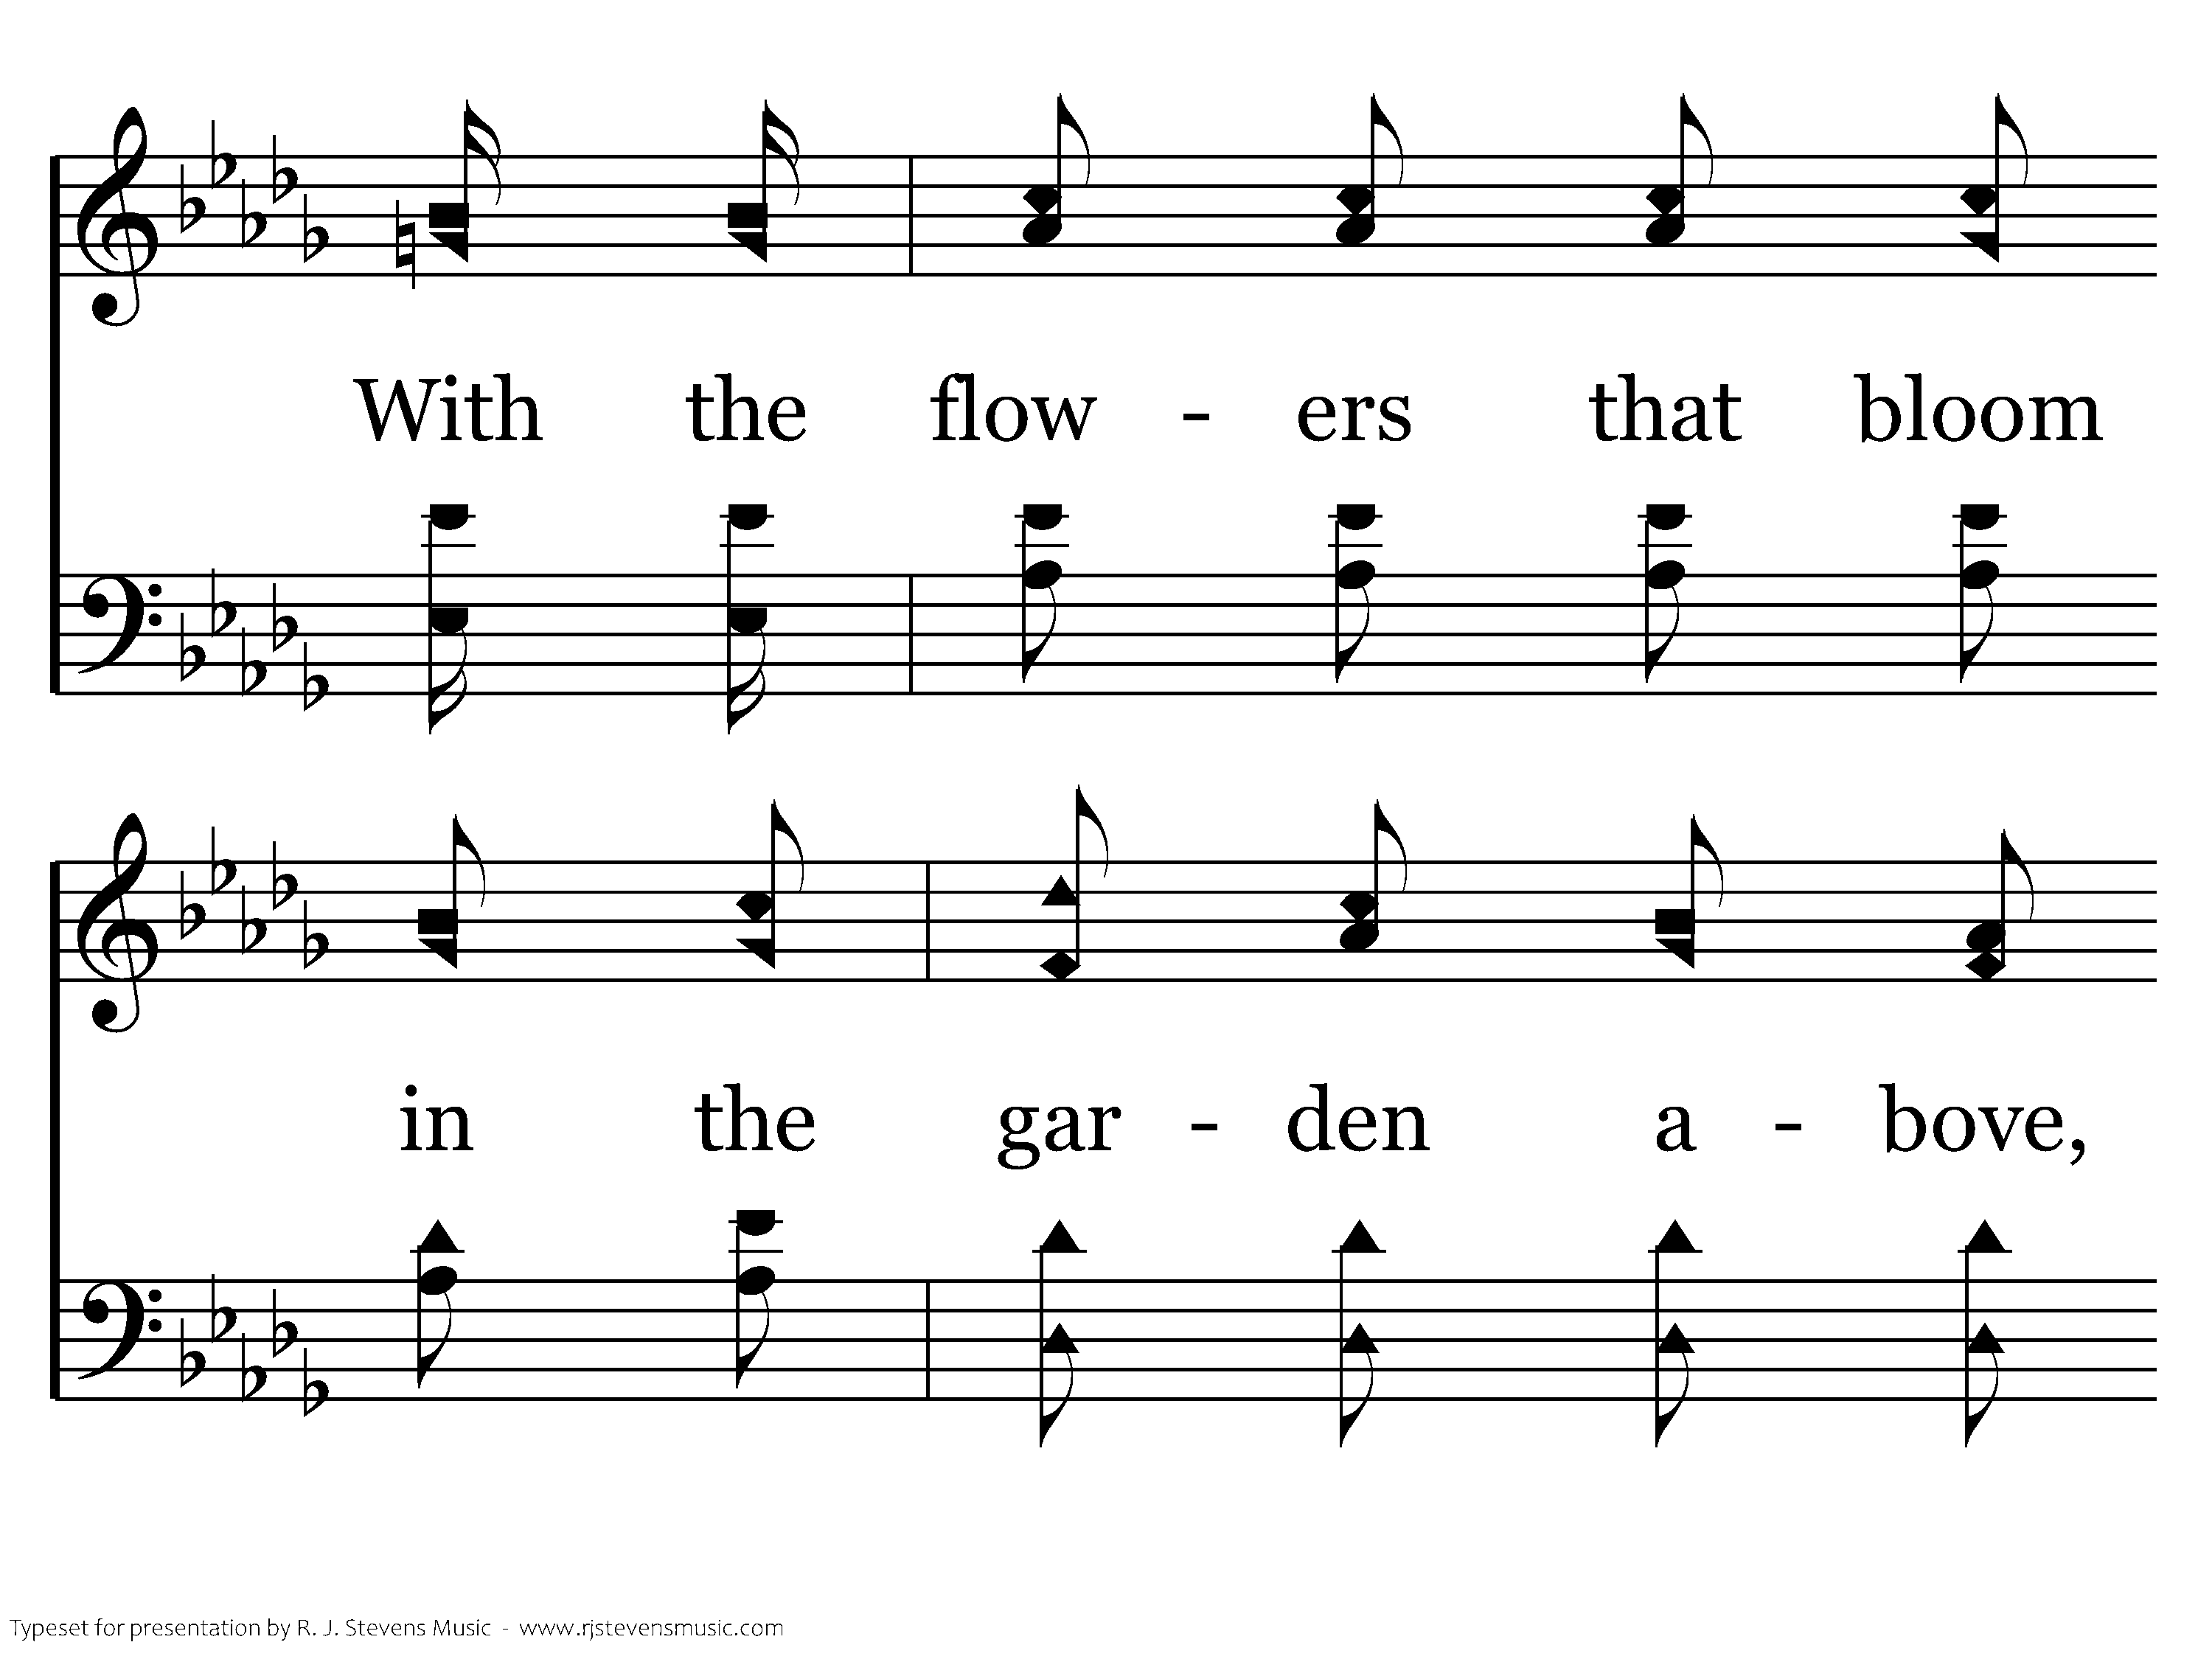 With the flow - ers that bloom
in the gar - den a - bove,
Typeset for presentation by R. J. Stevens Music - www.rjstevensmusic.com